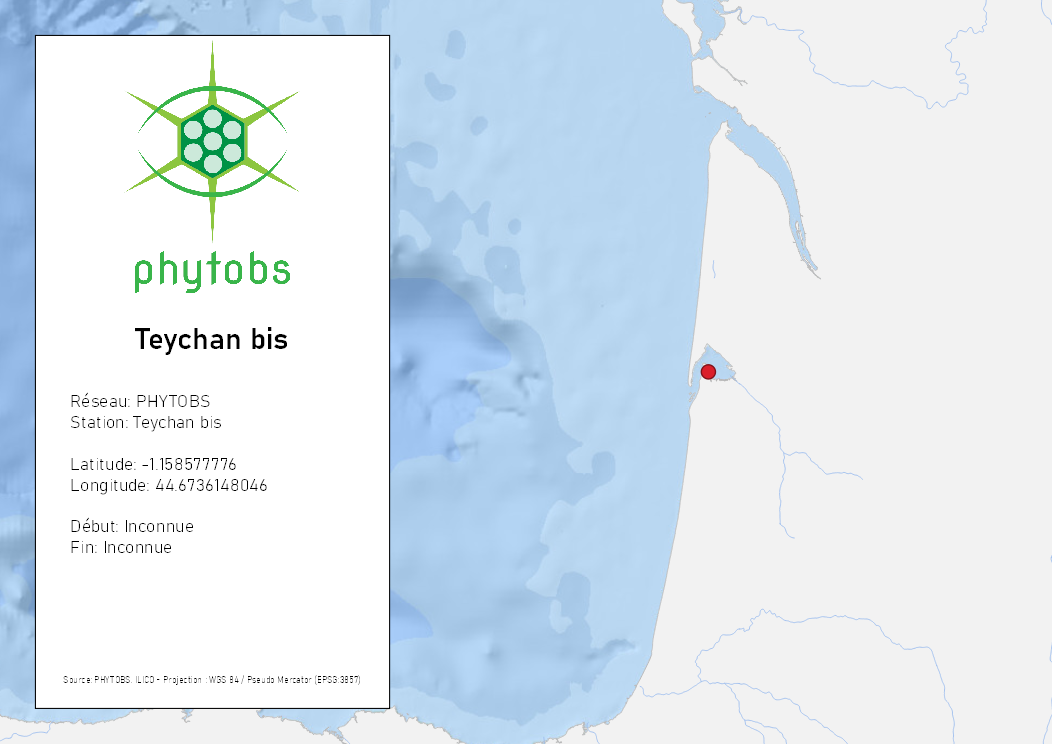 phytobs
Teychan bis
Réseau: PHYTOBS
Station: Teychan bis
Latitude: -1.158577776
Longitude: 44.6736148046
Début: Inconnue
Fin: Inconnue
Source: PHYTOBS, ILICO - Projection : WGS 84 / Pseudo Mercator (EPSG:3857)